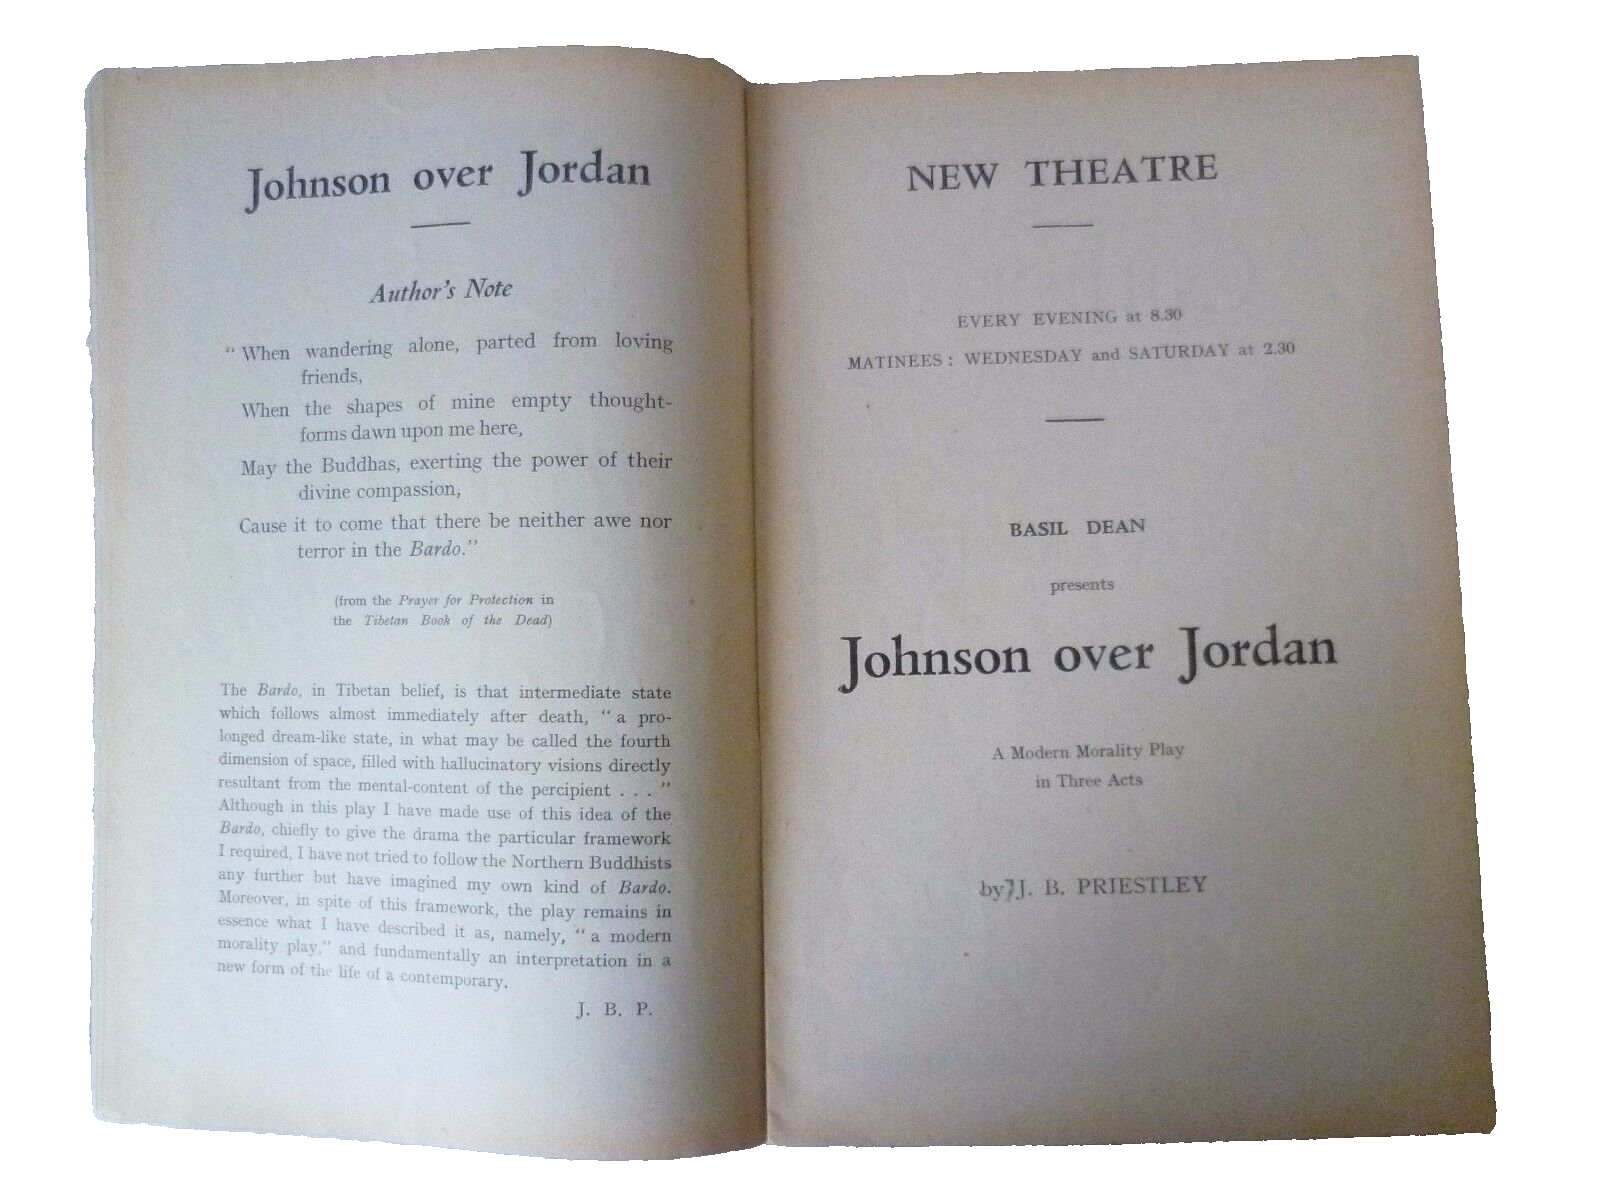 Johnson over Jordan
Author's Note
" When wandering alone, parted from loving
friends,
When the shapes of mine empty thought-
forms dawn upon me here,
May the Buddhas, exerting the power of their
divine compassion,
Cause it to come that there be neither awe nor
terror in the Bardo."
(from the Prayer for Protection in
the Tibetan Book of the Dead)
The Bardo, in Tibetan belief, is that intermediate state
which follows almost immediately after death, " a pro-
longed dream-like state, in what may be called the fourth
dimension of space, filled with hallucinatory visions directly
resultant from the mental-content of the percipient . . . "
Although in this play I have made use of this idea of the
Bardo, chiefly to give the drama the particular framework
I required, I have not tried to follow the Northern Buddhists
any further but have imagined my own kind of Bardo.
Moreover, in spite of this framework, the play remains in
essence what I have described it as, namely, " a modern
morality play," and fundamentally an interpretation in a
new form of the life of a contemporary.
J. B. P.
NEW THEATRE
EVERY EVENING at 8.30
MATINEES : WEDNESDAY and SATURDAY at 2.30
BASIL DEAN
presents
Johnson over Jordan
A Modern Morality Play
in Three Acts
by J. B. PRIESTLEY